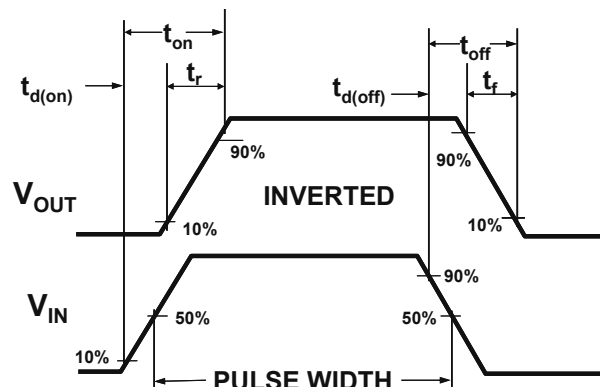 t_on
t_off
t_d(on)
t_r
t_d(off)
t_f
90%
90%
V_OUT
INVERTED
10%
10%
90%
V_IN
50%
50%
10%
PULSE WIDTH